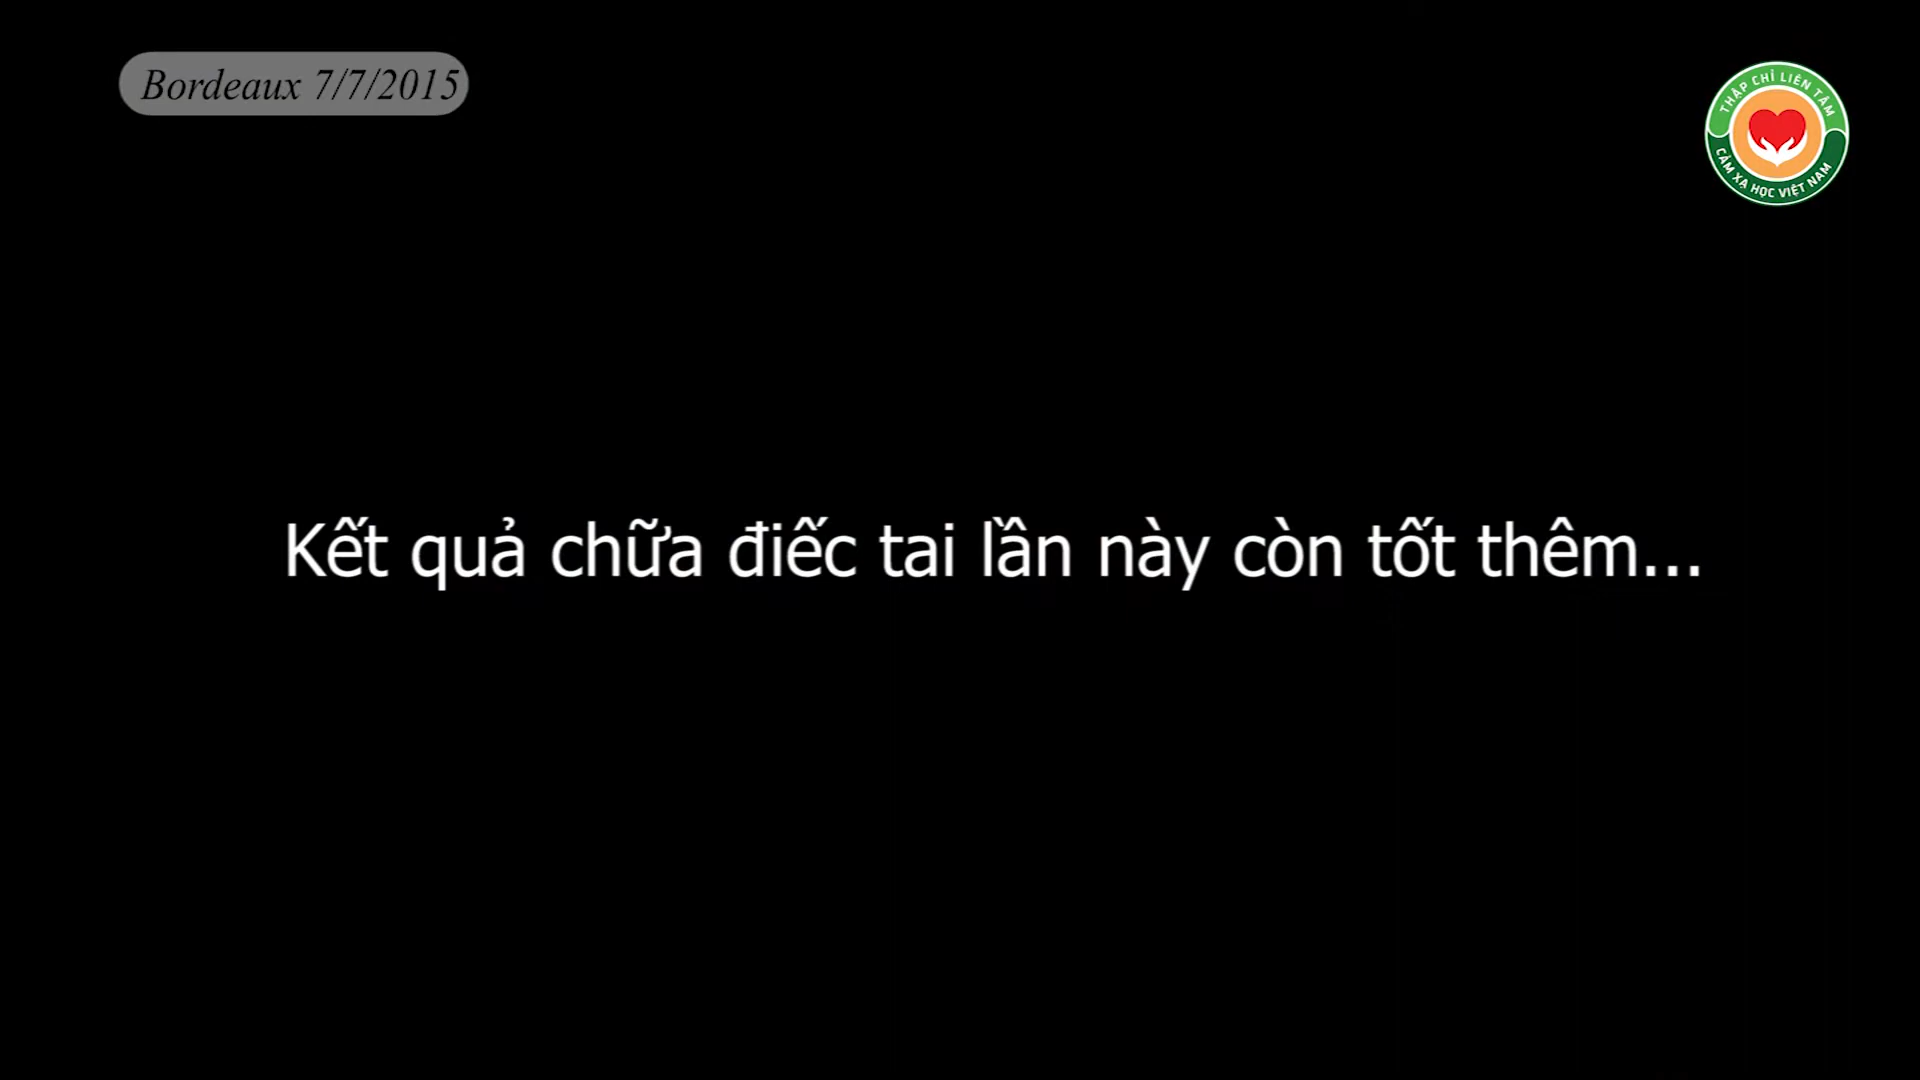 Bordeaux 7/7/2015
THẬP CHỈ LIÊN TÂM
CẢM XẠ HỌC VIỆT NAM
Kết quả chữa điếc tai lần này còn tốt thêm...